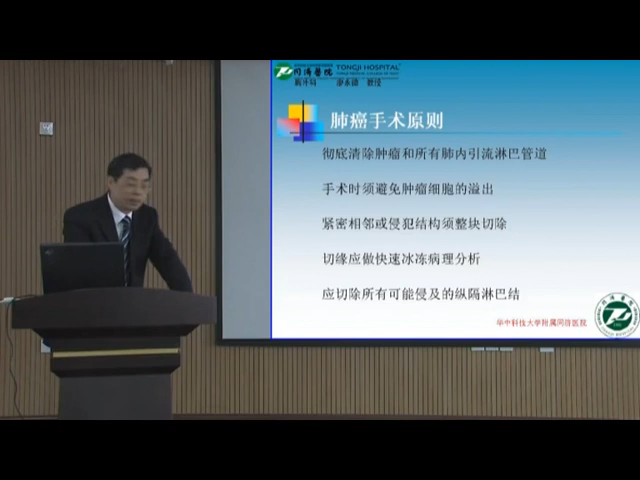 同济医院
TONGJI HOSPITAL
胸外科
肺癌手术原则
彻底清除肿瘤和所有肺内引流淋巴管道
手术时须避免肿瘤细胞的溢出
紧密相邻或侵犯结构须整块切除
切缘应做快速冰冻病理分析
应切除所有可能侵及的纵隔淋巴结
华中科技大学附属同济医院